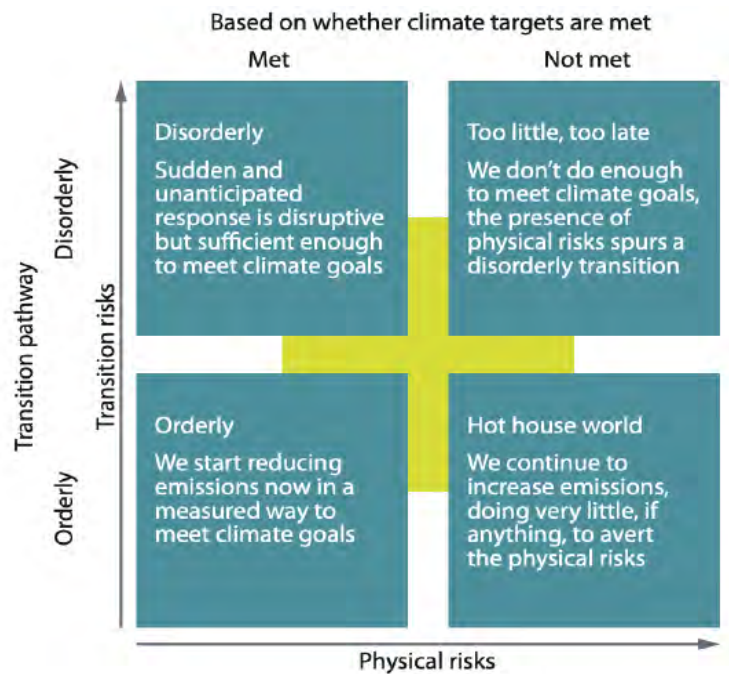 Based on whether climate targets are met
Met
Not met
Transition pathway
Disorderly
Orderly
Transition risks
Disorderly
Sudden and
unanticipated
response is disruptive
but sufficient enough
to meet climate goals
Too little, too late
We don't do enough
to meet climate goals,
the presence of
physical risks spurs a
disorderly transition
Orderly
We start reducing
emissions now in a
measured way to
meet climate goals
Hot house world
We continue to
increase emissions,
doing very little, if
anything, to avert
the physical risks
Physical risks